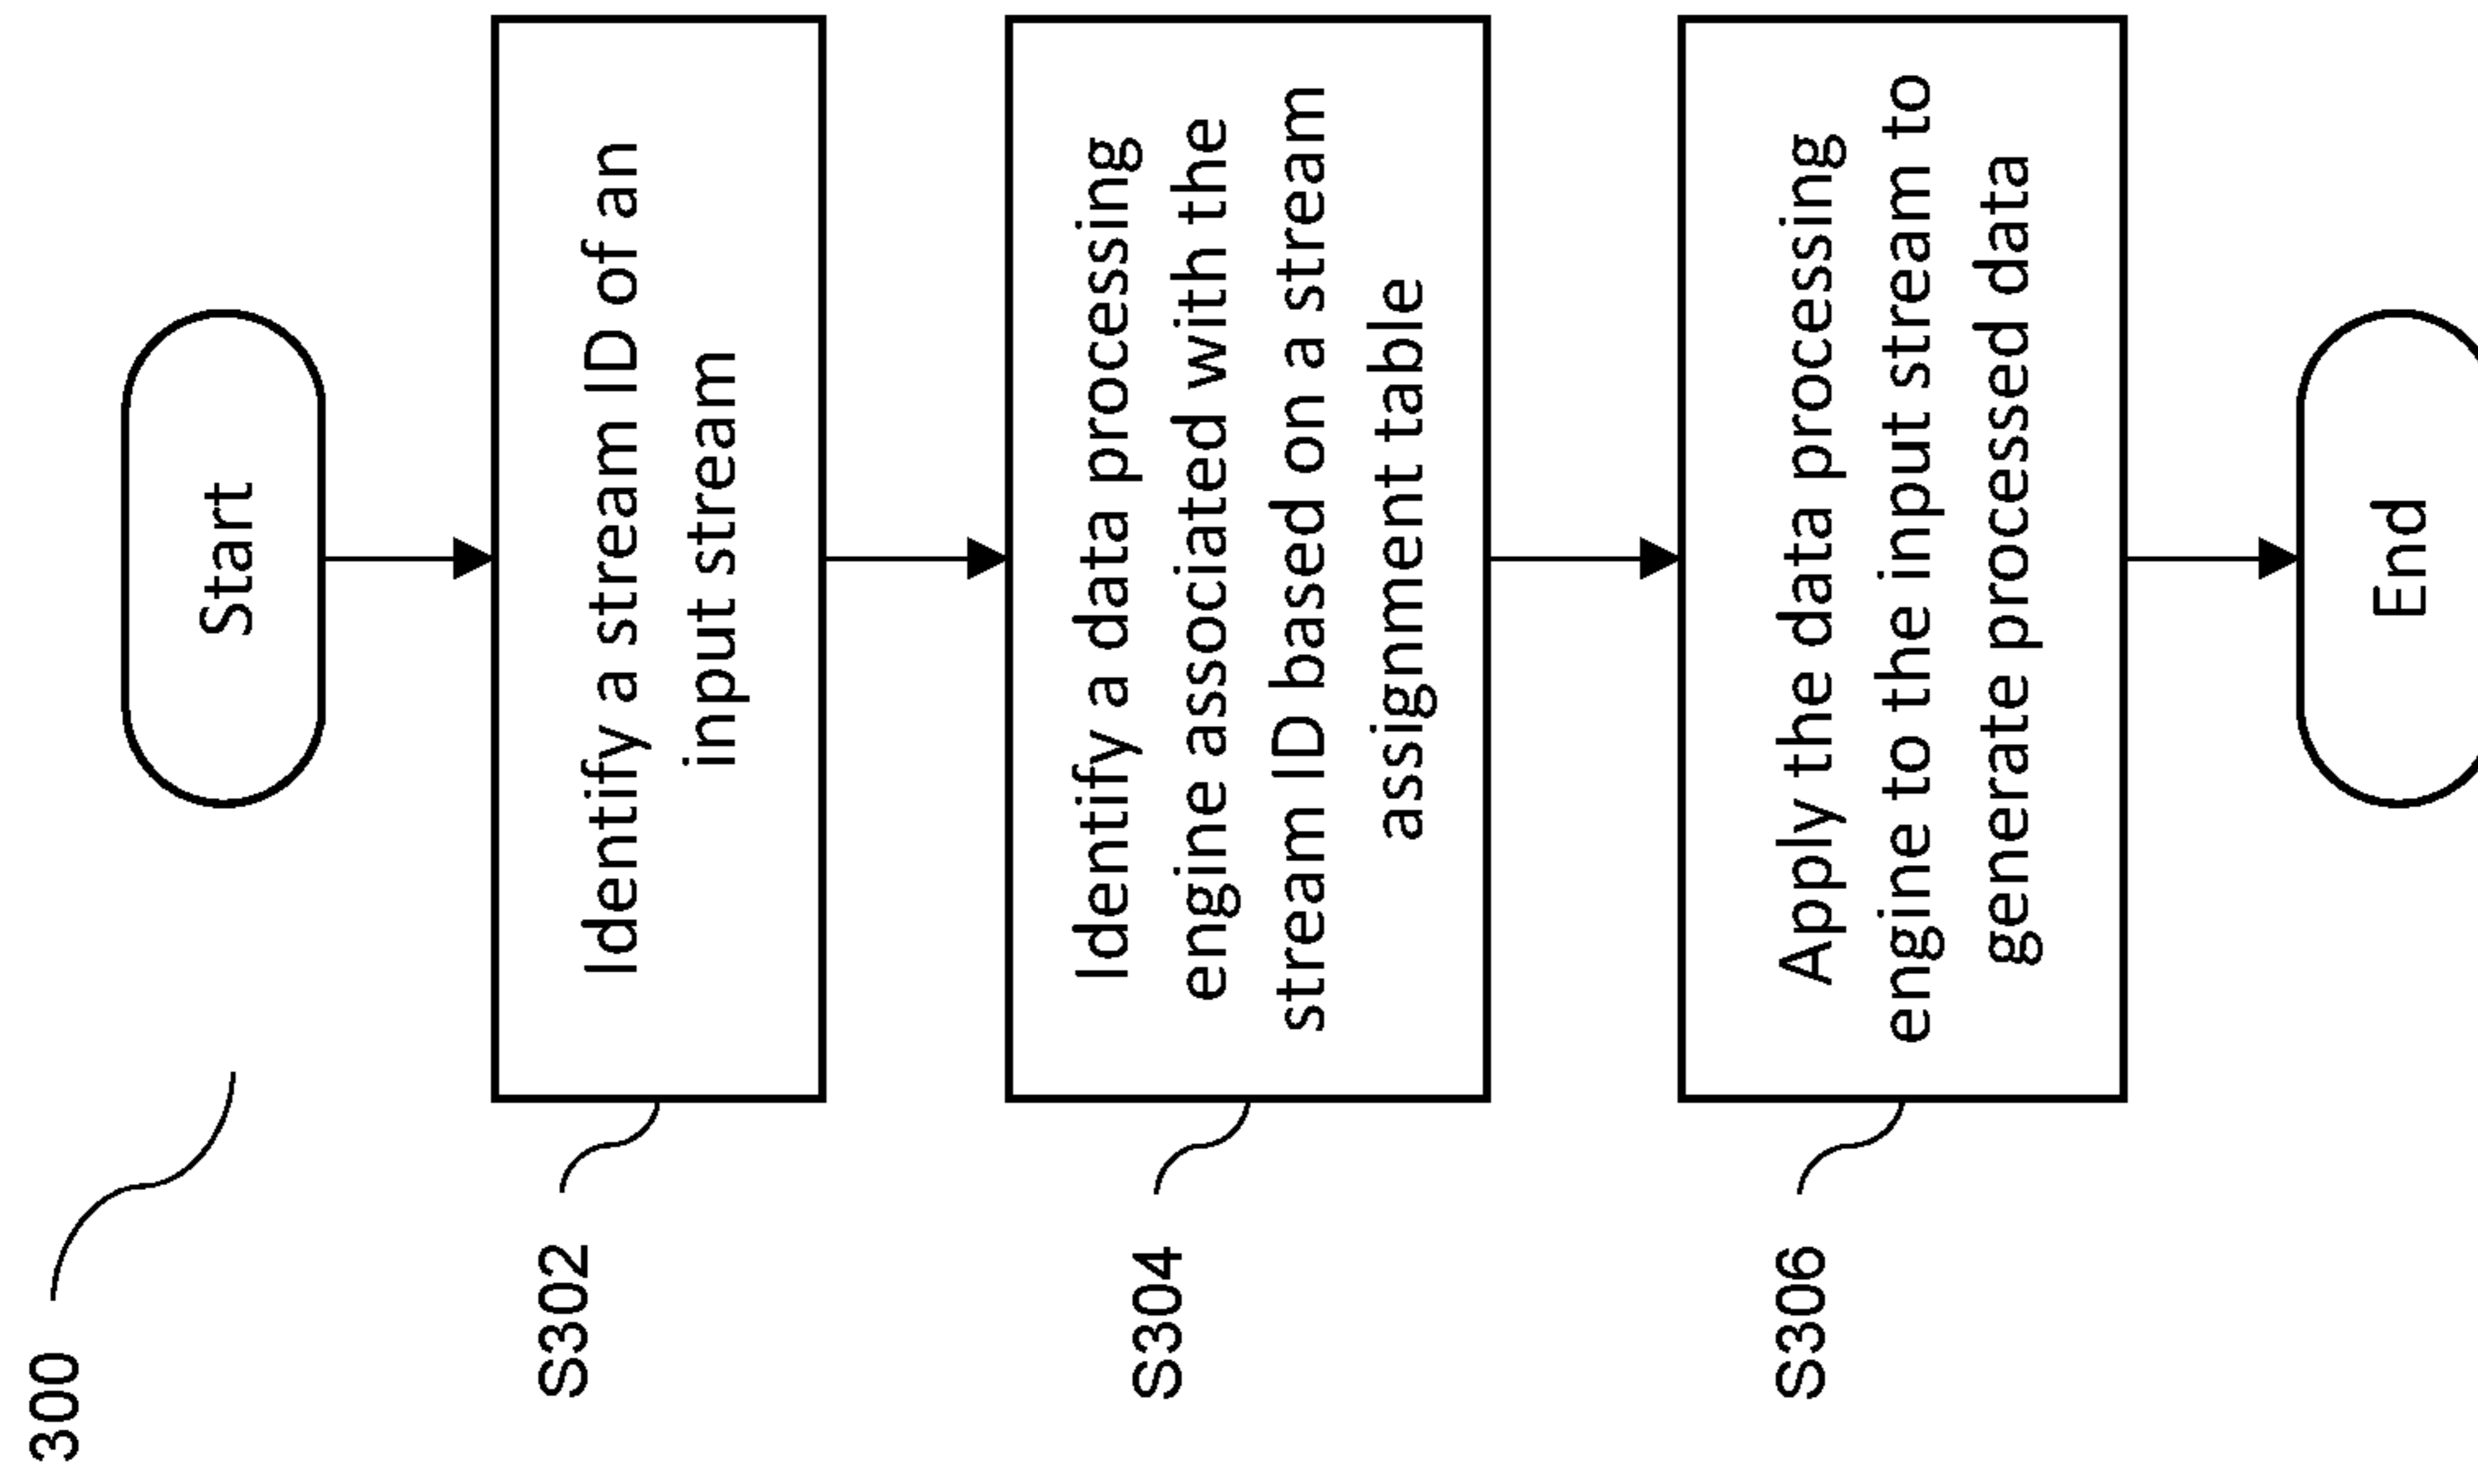 300
Start
S302
Identify a stream ID of an
input stream
S304
Identify a data processing
engine associated with the
stream ID based on a stream
assignment table
S306
Apply the data processing
engine to the input stream to
generate processed data
End